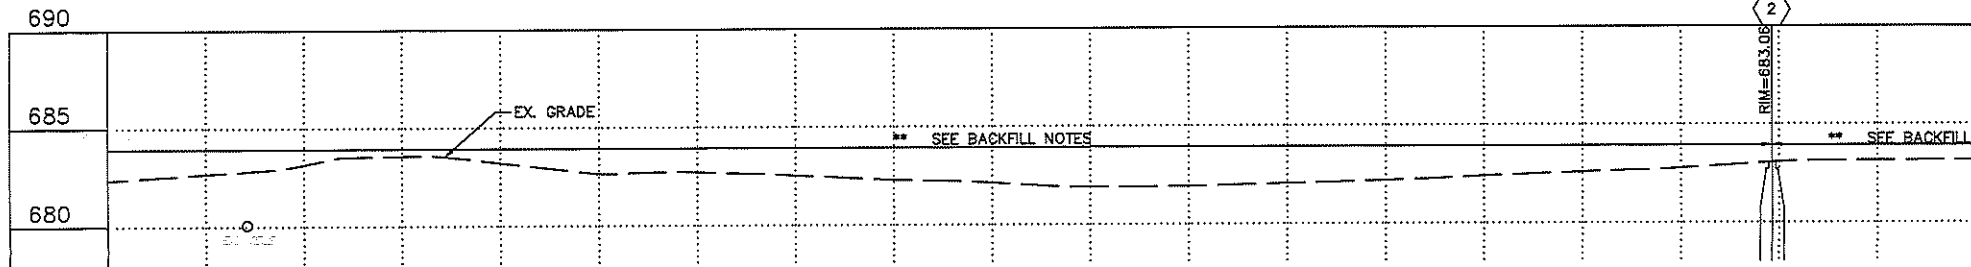 690
2
RIM=683.06
685
EX. GRADE
** SEE BACKFILL NOTES
** SEE BACKFILL
680